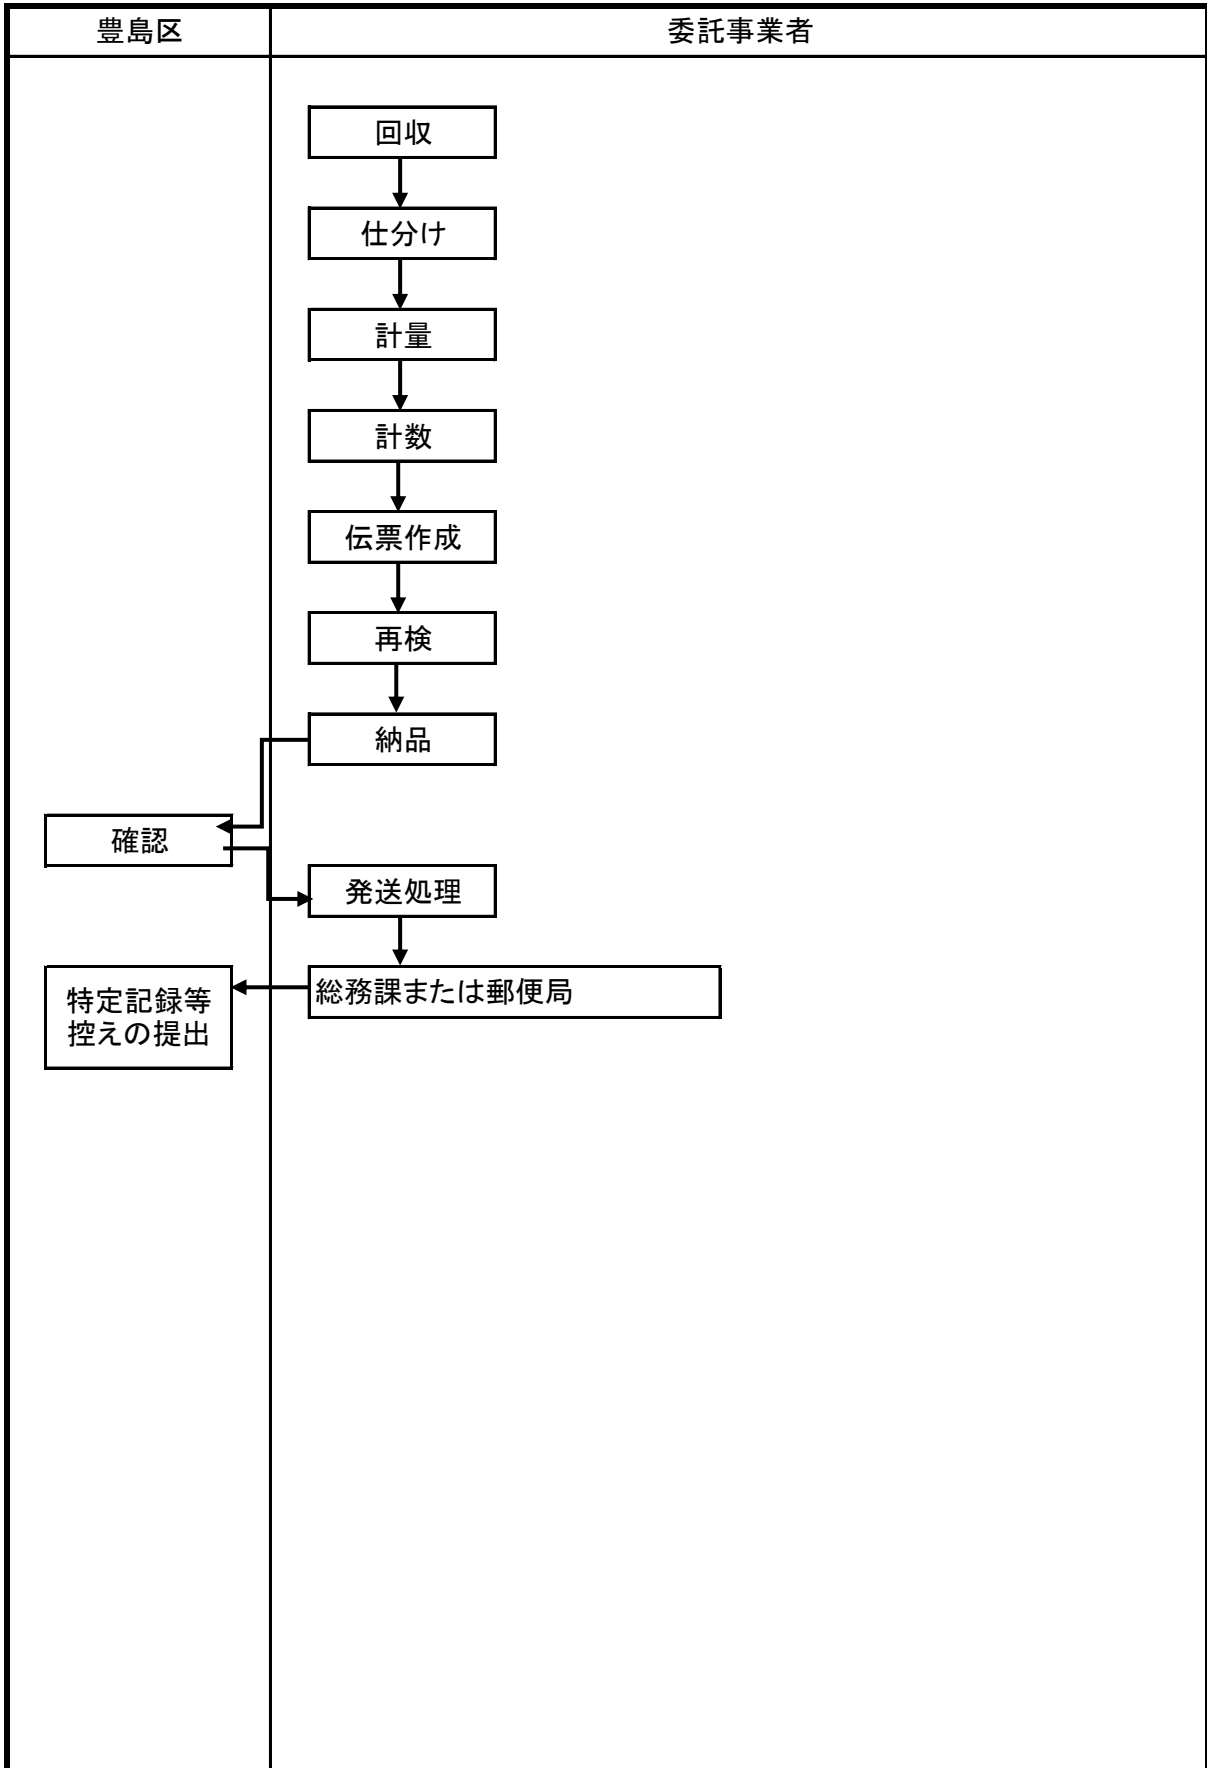 豊島区
委託事業者
回収
仕分け
計量
計数
伝票作成
再検
納品
確認
発送処理
総務課または郵便局
特定記録等
控えの提出